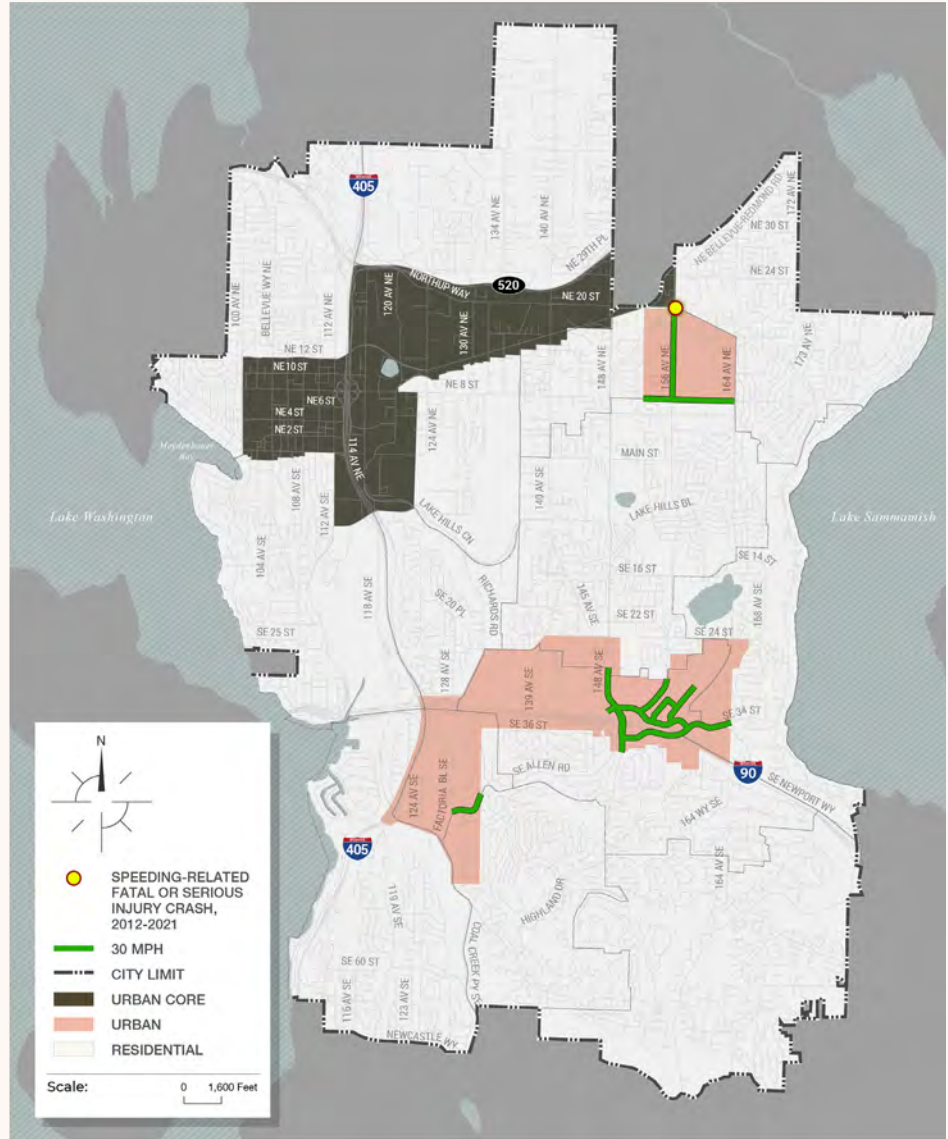 INTERSTATE
405
134 AV NE
140 AV NE
NE 29TH PL
NE BELLEVUE-REDMOND RD
172 AV NE
NE 30 ST
NE 24 ST
100 AV NE
BELLEVUE WY NE
112 AV NE
120 AV NE
NORTHUP WAY
520
NE 20 ST
130 AV NE
NE 12 ST
NE 10 ST
NE 8 ST
148 AV NE
156 AV NE
164 AV NE
173 AV NE
NE6 ST
NE4 ST
NE2 ST
114 AV NE
124 AV NE
MAIN ST
Meydenbauer
Bay
Lake Washington
108 AV SE
112 AV SE
LAKE HILLS CN
140 AV SE
LAKE HILLS BL
Lake Sammamish
104 AV SE
118 AV SE
SE 20 PL
RICHARDS RD
145 AV SE
SE 16 ST
SE 14 ST
SE 22 ST
168 AV SE
SE 25 ST
SE 24 ST
128 AV SE
139 AV SE
148 AV SE
SE 36 ST
SE 34 ST
SE ALLEN RD
90
SE NEWPORT WY
124 AV SE
FACTORIA BL SE
164 WY SE
405
164 AV SE
119 AV SE
HIGHLAND DR
COAL CREEK PY S
SE 60 ST
116 AV SE
123 AV SE
NEWCASTLE WY
N
SPEEDING-RELATED
FATAL OR SERIOUS
INJURY CRASH,
2012-2021
30 MPH
CITY LIMIT
URBAN CORE
URBAN
RESIDENTIAL
Scale:
0 1,600 Feet